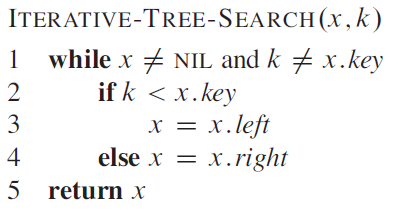 ITERATIVE-TREE-SEARCH(x, k)
1 while x ≠ NIL and k ≠ x.key
2 if k < x.key
3 x = x.left
4 else x = x.right
5 return x